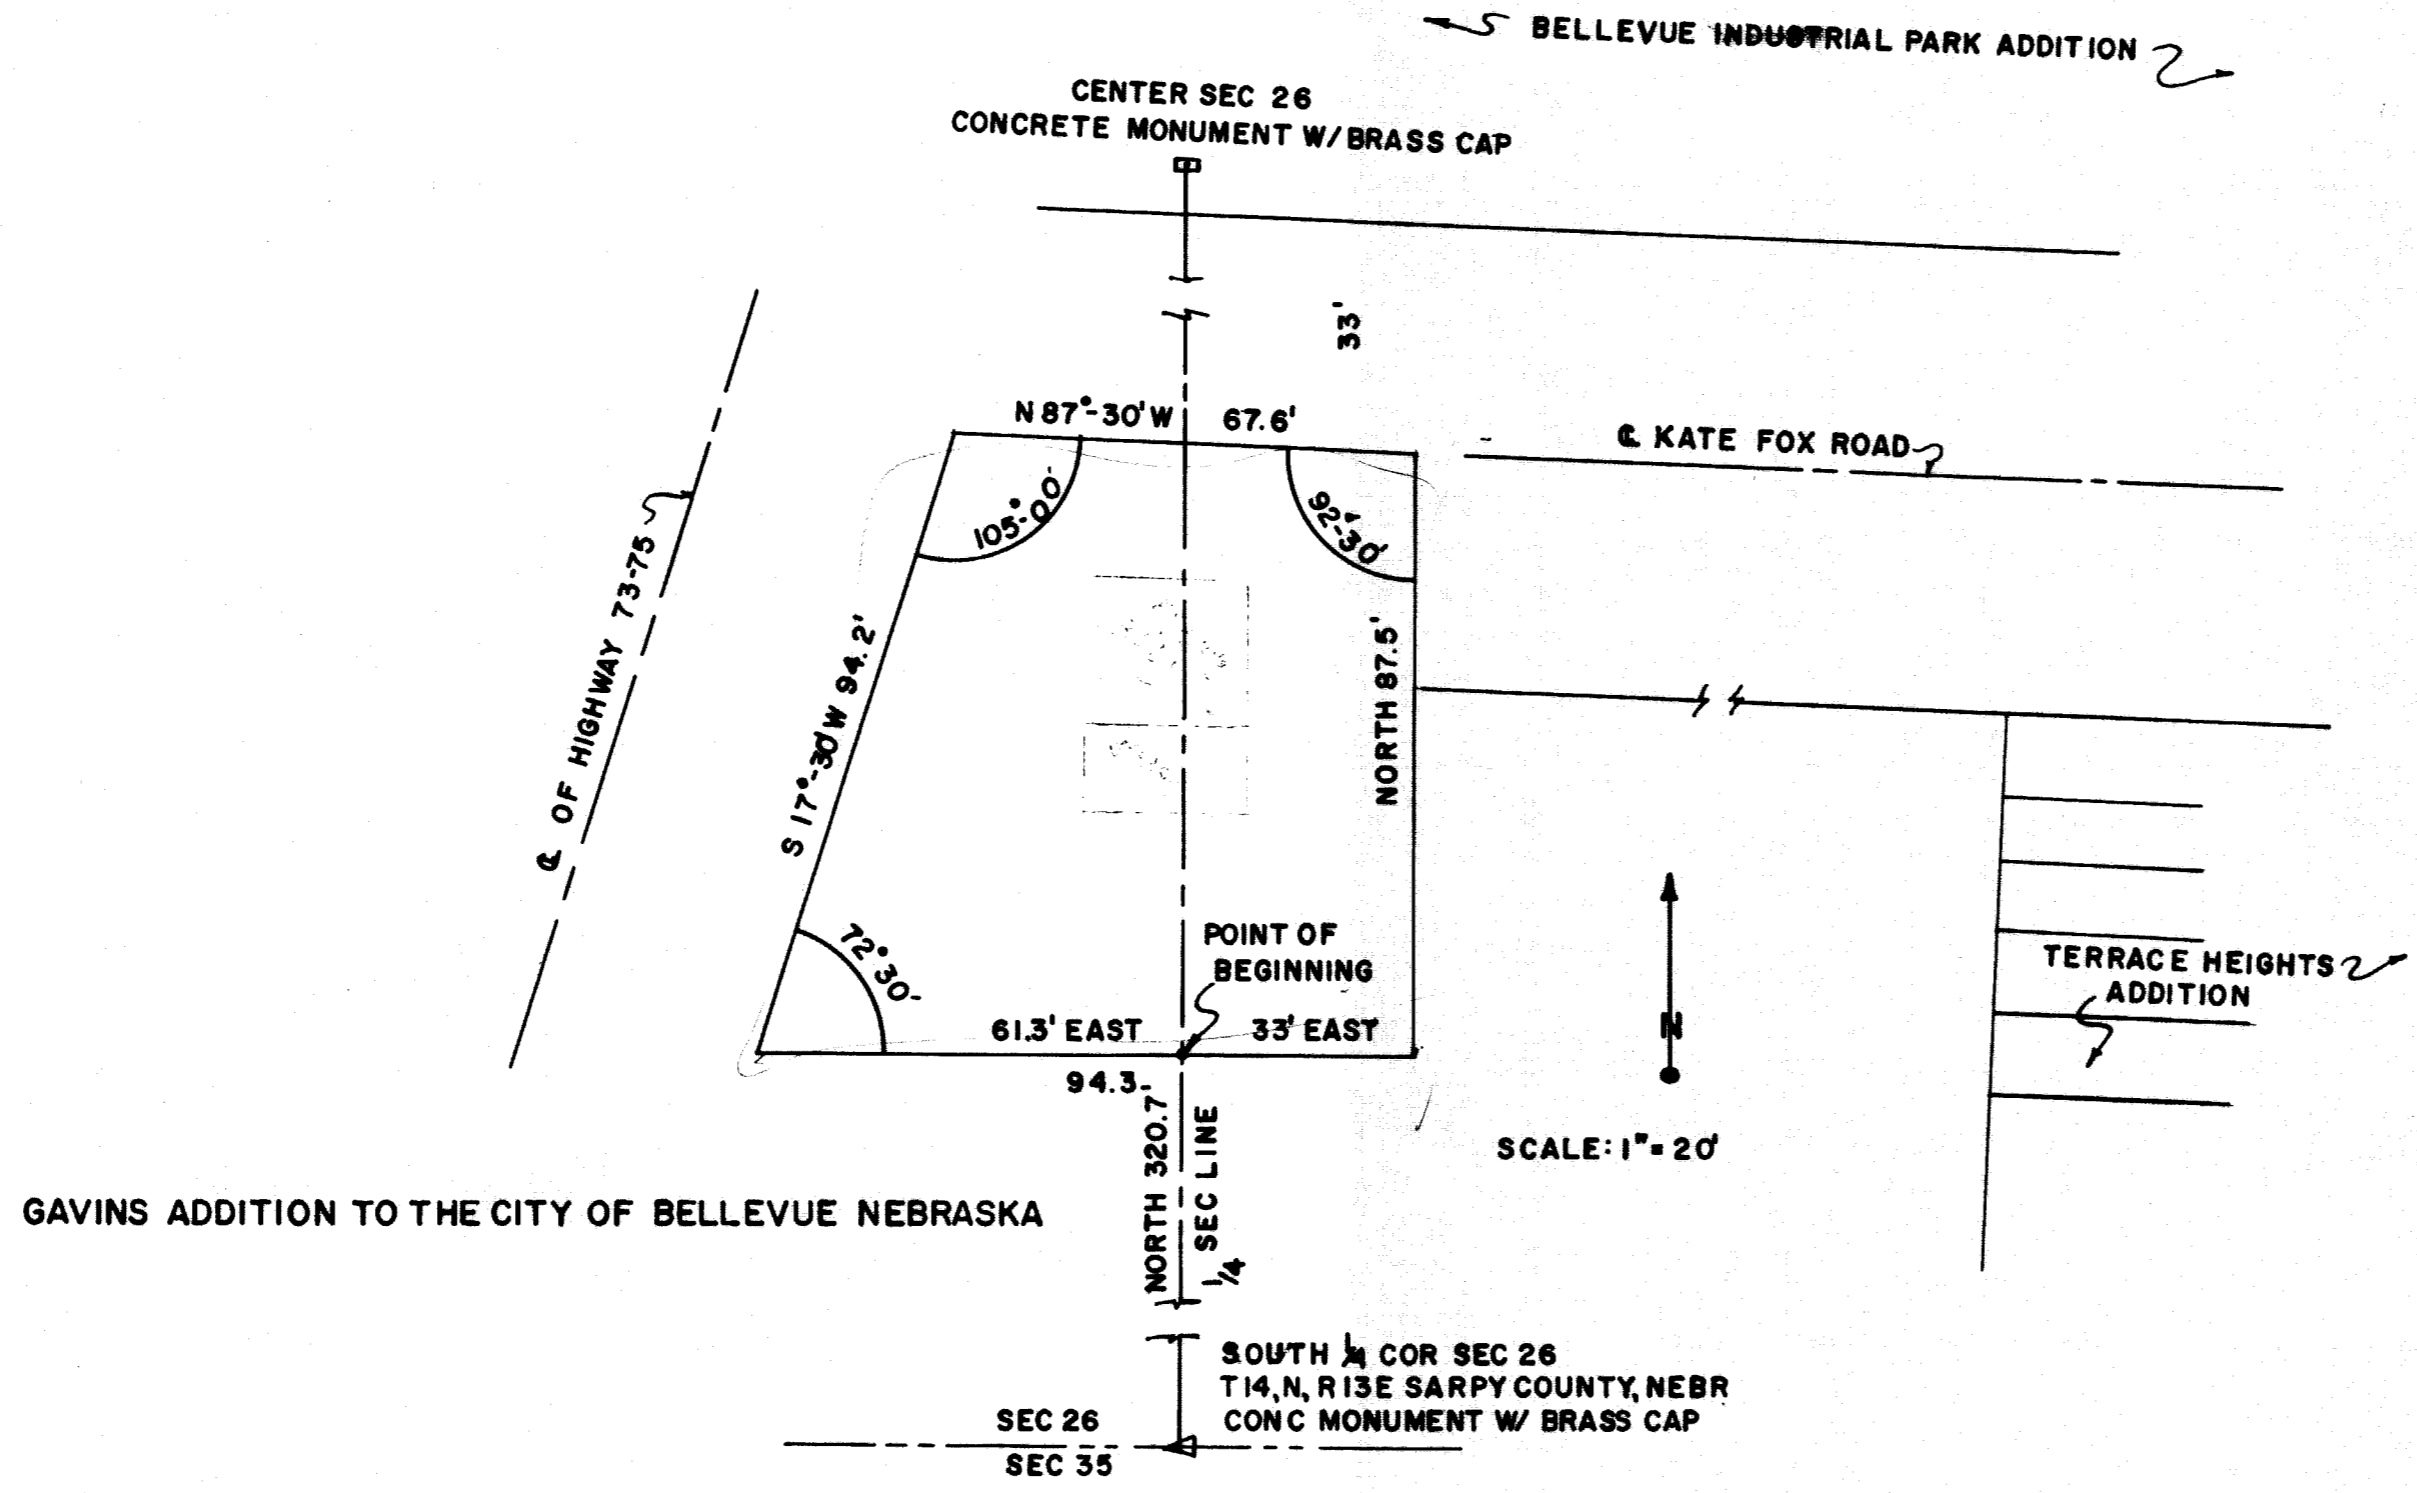 BELLEVUE INDUSTRIAL PARK ADDITION
CENTER SEC 26
CONCRETE MONUMENT W/BRASS CAP
33'
N 87°-30' W 67.6'
℄ KATE FOX ROAD
105°-00'
92°-30'
℄ OF HIGHWAY 73-75
S 17°-30' W 94.2'
NORTH 87.5'
72°30'
POINT OF
BEGINNING
61.3' EAST
33' EAST
94.3-
TERRACE HEIGHTS
ADDITION
N
SCALE: 1"= 20'
NORTH 320.7'
1/4 SEC LINE
GAVINS ADDITION TO THE CITY OF BELLEVUE NEBRASKA
SOUTH 1/4 COR SEC 26
T14,N, R13E SARPY COUNTY, NEBR
CONC MONUMENT W/ BRASS CAP
SEC 26
SEC 35